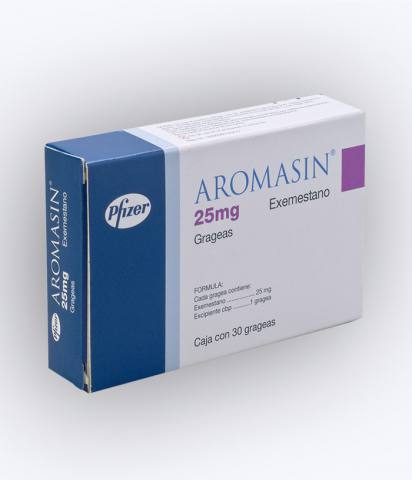 Pfizer
AROMASIN®
25mg
Exemestano
Grageas
FORMULA:
Cada gragea contiene:
Exemestano ............. 25 mg
Excipiente cbp ......... 1 gragea
Caja con 30 grageas
Pfizer
AROMASIN®
25mg
Exemestano
Grageas